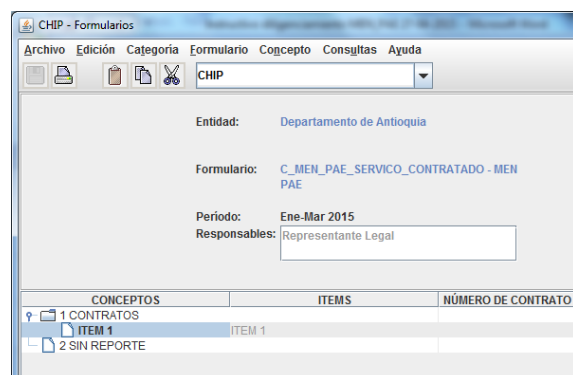 CHIP - Formularios
Archivo Edición Categoría Formulario Concepto Consultas Ayuda
CHIP
Entidad: Departamento de Antioquia
Formulario: C_MEN_PAE_SERVICO_CONTRATADO - MEN
PAE
Periodo: Ene-Mar 2015
Responsables: Representante Legal
CONCEPTOS ITEMS NÚMERO DE CONTRATO
1 CONTRATOS
ITEM 1 ITEM 1
2 SIN REPORTE